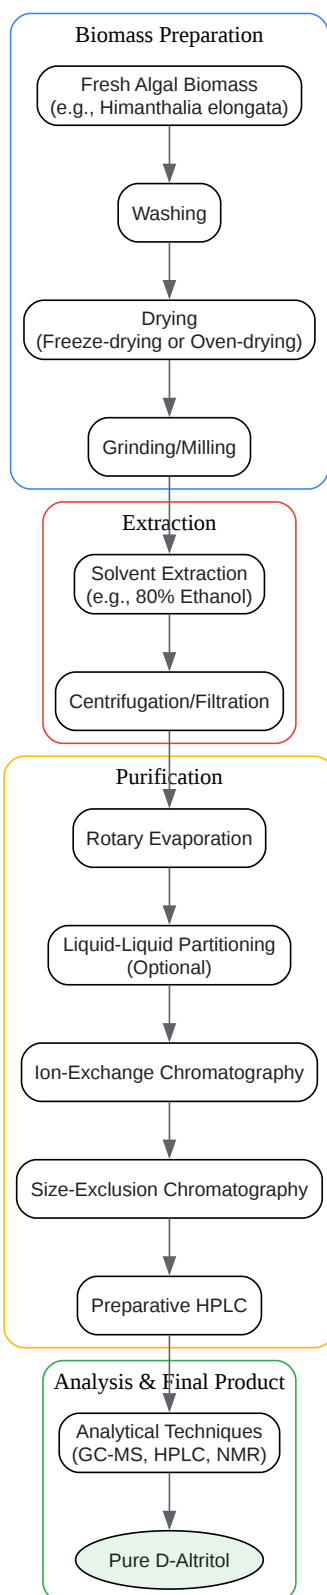 Biomass Preparation
Fresh Algal Biomass
(e.g., Himanthalia elongata)
Washing
Drying
(Freeze-drying or Oven-drying)
Grinding/Milling
Extraction
Solvent Extraction
(e.g., 80% Ethanol)
Centrifugation/Filtration
Purification
Rotary Evaporation
Liquid-Liquid Partitioning
(Optional)
Ion-Exchange Chromatography
Size-Exclusion Chromatography
Preparative HPLC
Analysis & Final Product
Analytical Techniques
(GC-MS, HPLC, NMR)
Pure D-Altritol